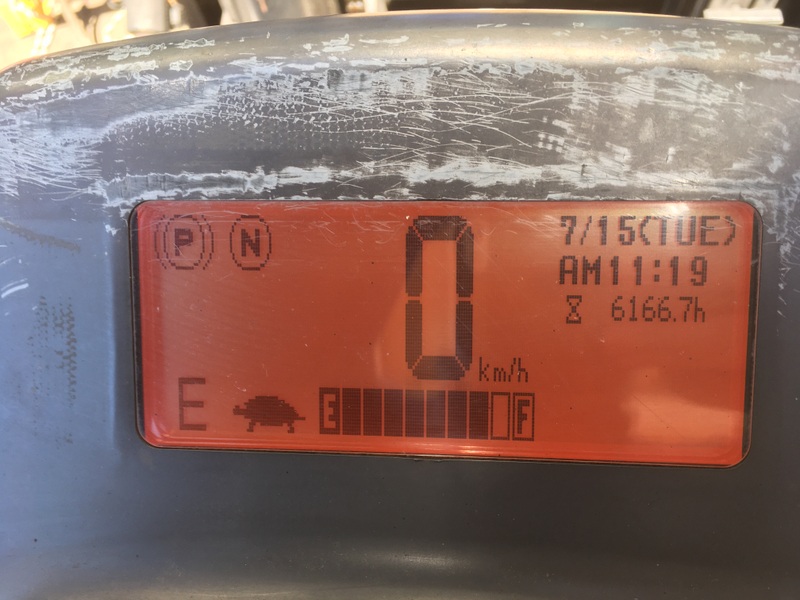 P N
0 km/h
7/15(TUE)
AM11:19
6166.7h
E
E F